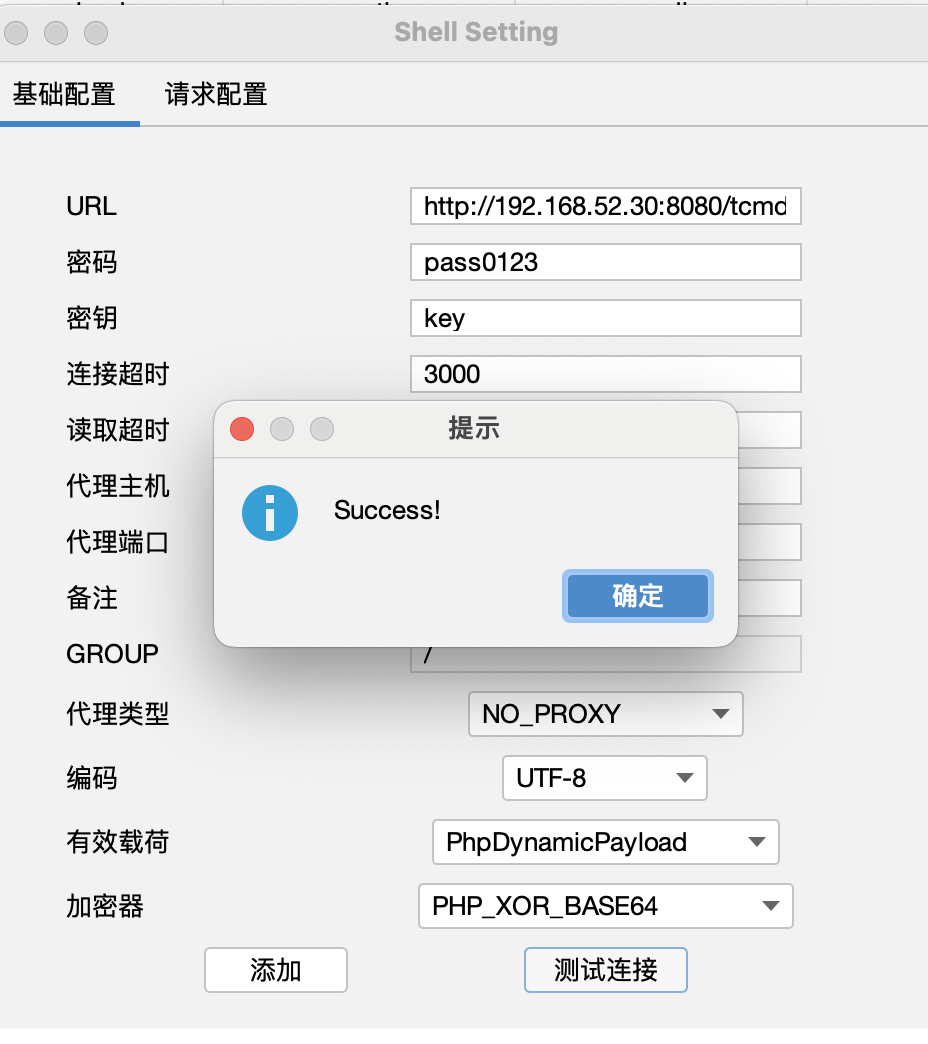 Shell Setting
基础配置 请求配置
URL http://192.168.52.30:8080/tcmd
密码 pass0123
密钥 key
连接超时 3000
读取超时
提示
代理主机
Success!
代理端口
备注
确定
GROUP /
代理类型 NO_PROXY
编码 UTF-8
有效载荷 PhpDynamicPayload
加密器 PHP_XOR_BASE64
添加 测试连接